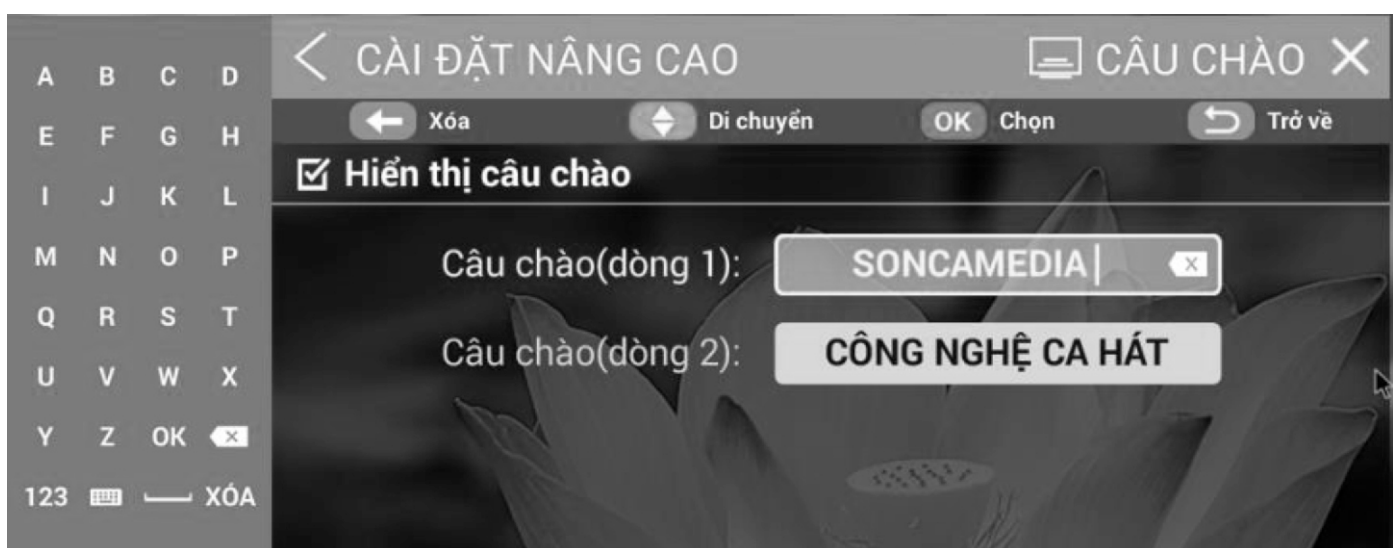 CÀI ĐẶT NÂNG CAO CÂU CHÀO
Xóa Di chuyển OK Chọn Trở về
Hiển thị câu chào
Câu chào(dòng 1): SONCAMEDIA
Câu chào(dòng 2): CÔNG NGHỆ CA HÁT
A B C D
E F G H
I J K L
M N O P
Q R S T
U V W X
Y Z OK
123 XÓA